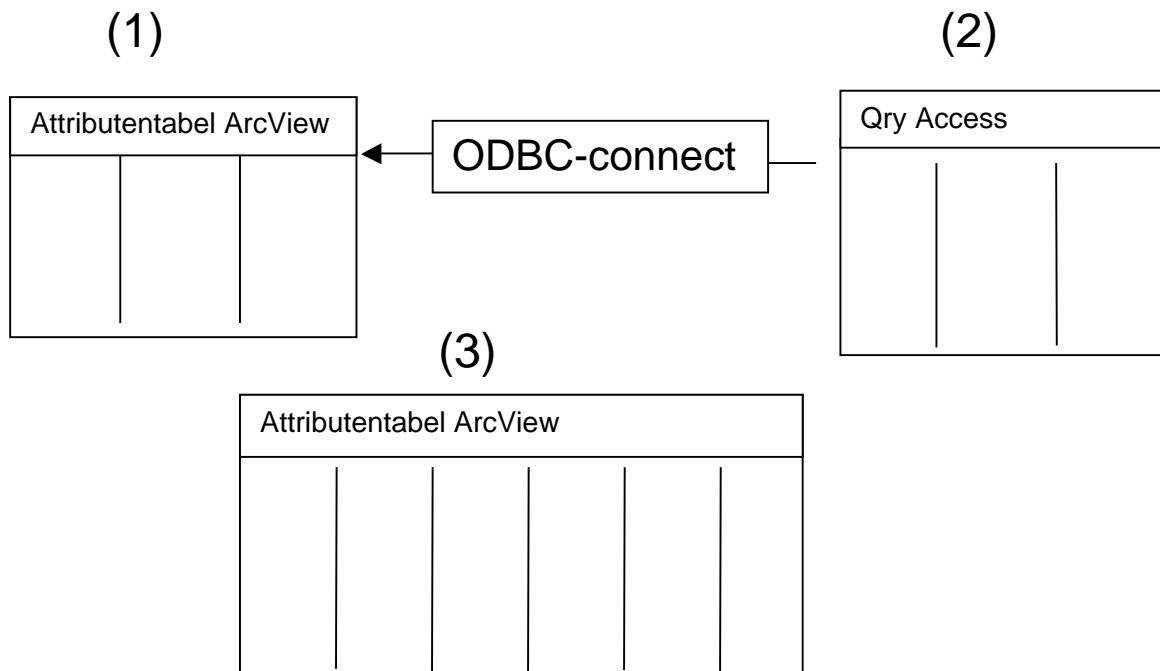 (1)
(2)
Attributentabel ArcView
ODBC-connect
Qry Access
(3)
Attributentabel ArcView